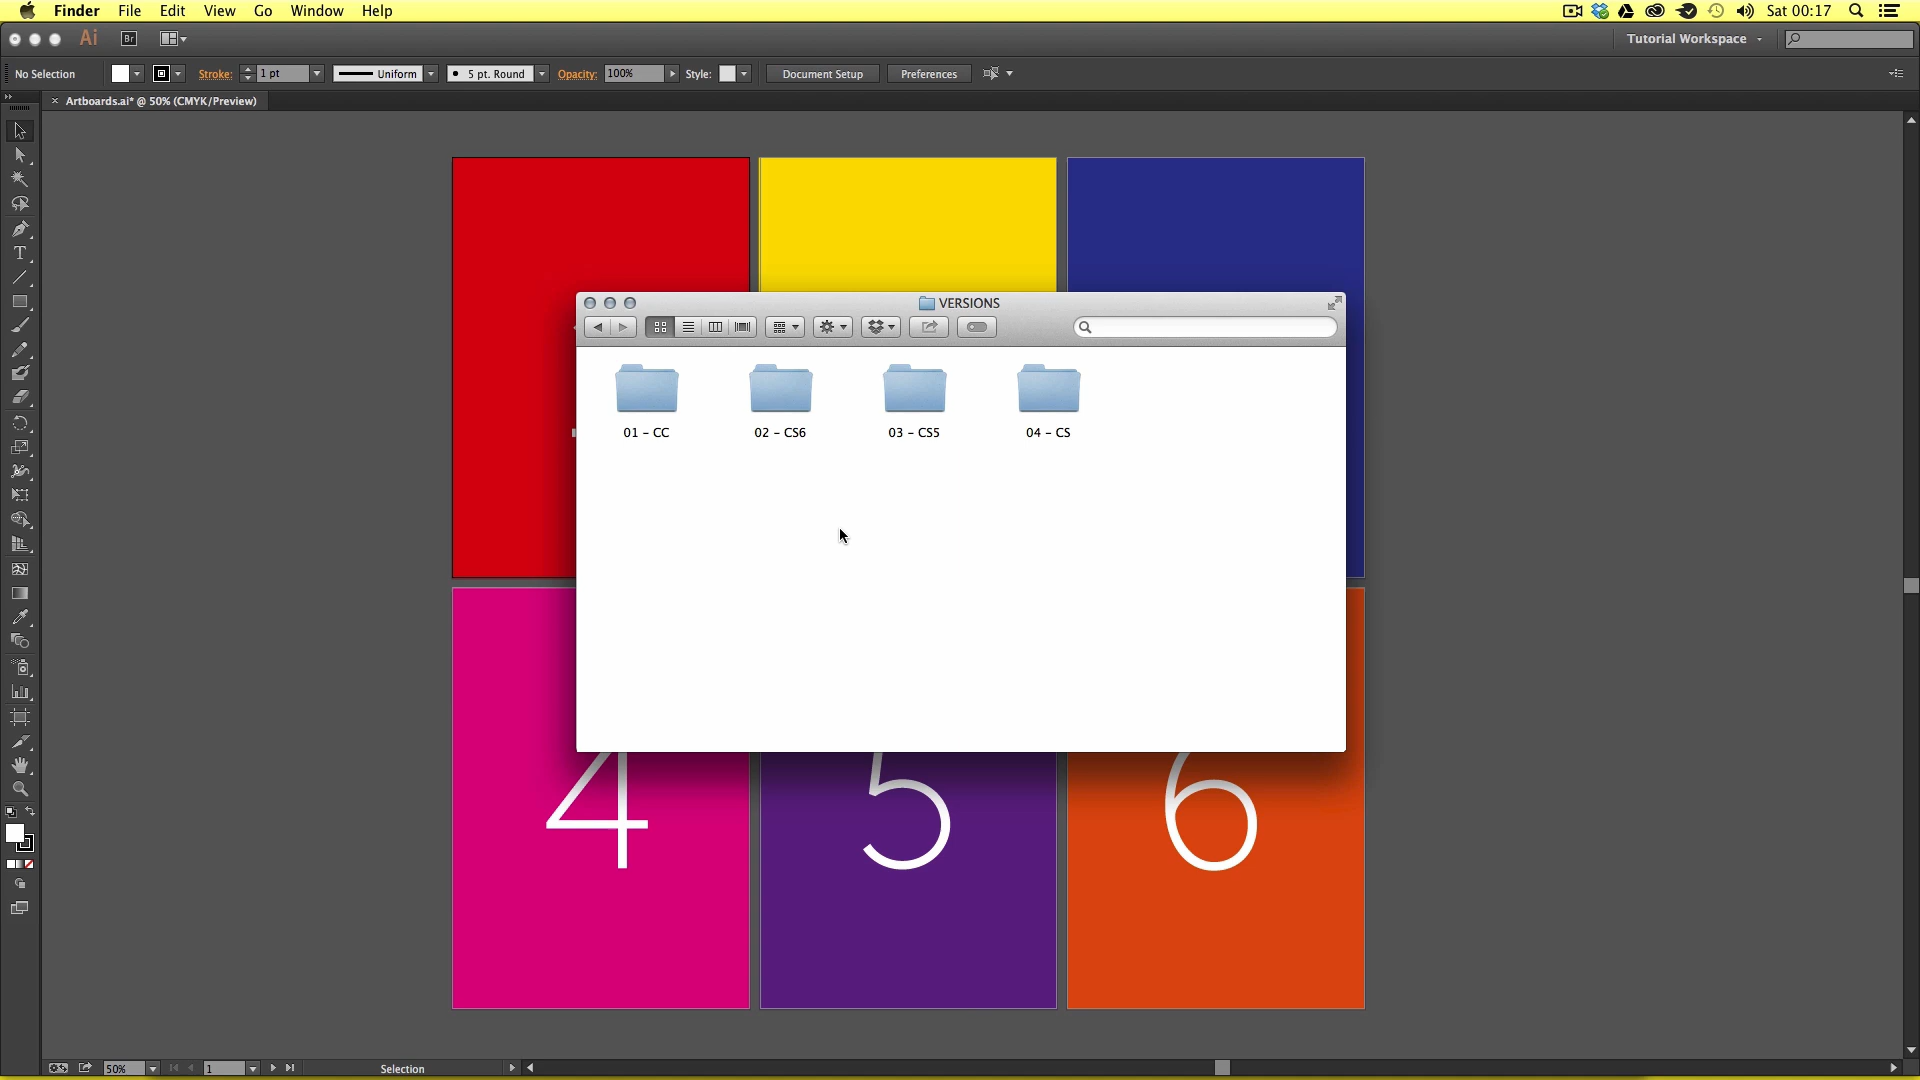 Finder File Edit View Go Window Help Sat 00:17
Ai Br Tutorial Workspace
No Selection Stroke: 1 pt Uniform 5 pt. Round Opacity: 100% Style: Document Setup Preferences
× Artboards.ai* @ 50% (CMYK/Preview)
VERSIONS
01 - CC 02 - CS6 03 - CS5 04 - CS
4 5 6
50% 1 Selection